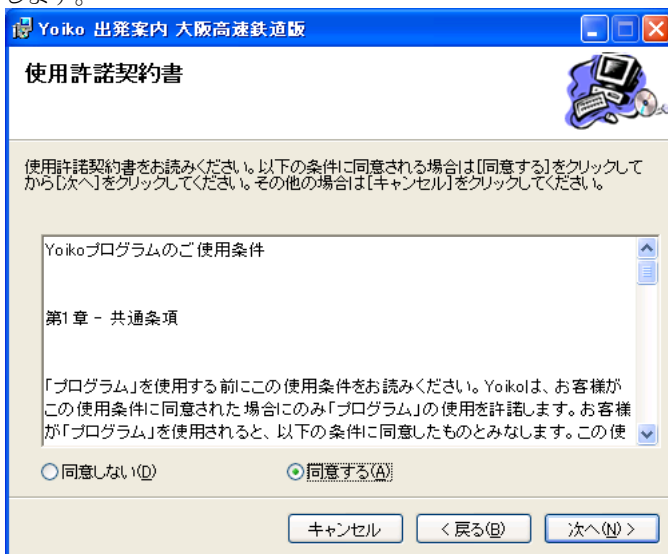 します。
Yoiko 出発案内 大阪高速鉄道版
使用許諾契約書
使用許諾契約書をお読みください。以下の条件に同意される場合は[同意する]をクリックして
から[次へ]をクリックしてください。その他の場合は[キャンセル]をクリックしてください。
Yoikoプログラムのご使用条件
第1章 - 共通条項
「プログラム」を使用する前にこの使用条件をお読みください。Yoikoは、お客様が
この使用条件に同意された場合にのみ「プログラム」の使用を許諾します。お客様
が「プログラム」を使用されると、以下の条件に同意したものとみなします。この使
同意しない(D)
同意する(A)
キャンセル
< 戻る(B)
次へ(N) >